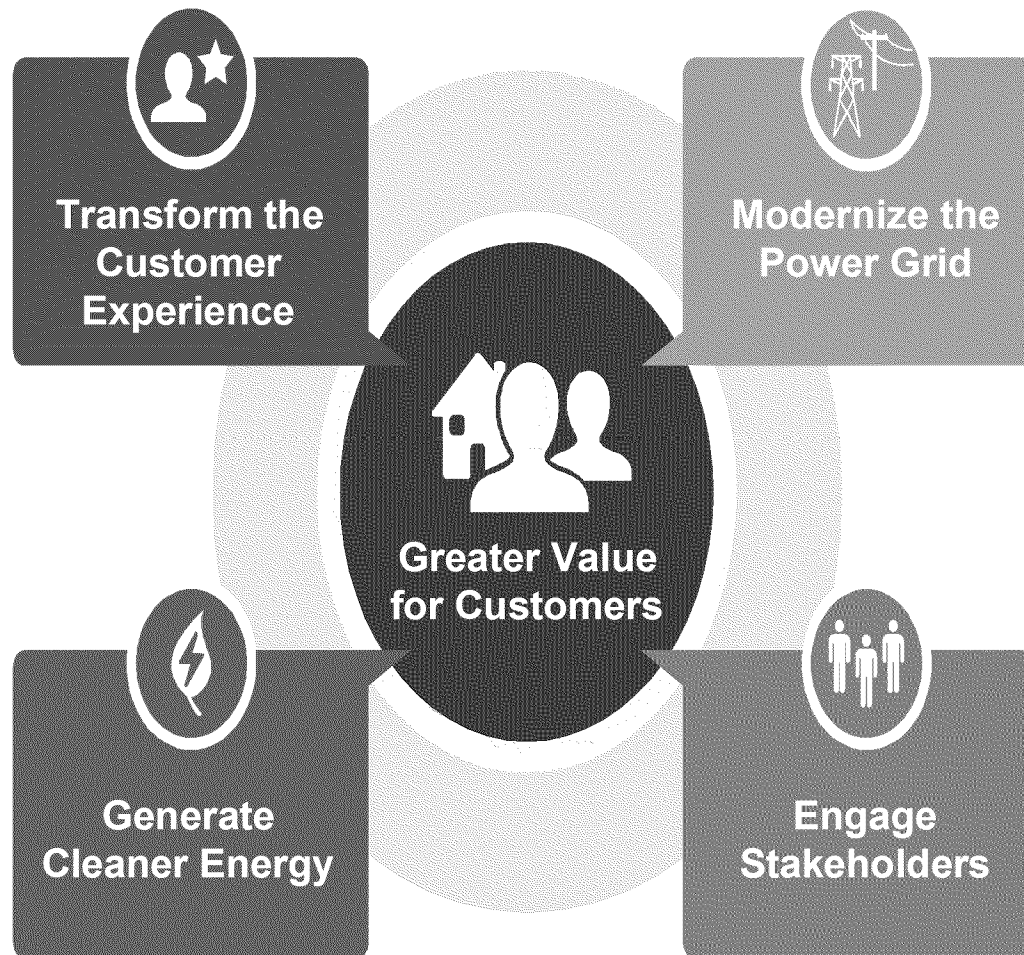 Transform the
Customer
Experience
Modernize the
Power Grid
Greater Value
for Customers
Generate
Cleaner Energy
Engage
Stakeholders